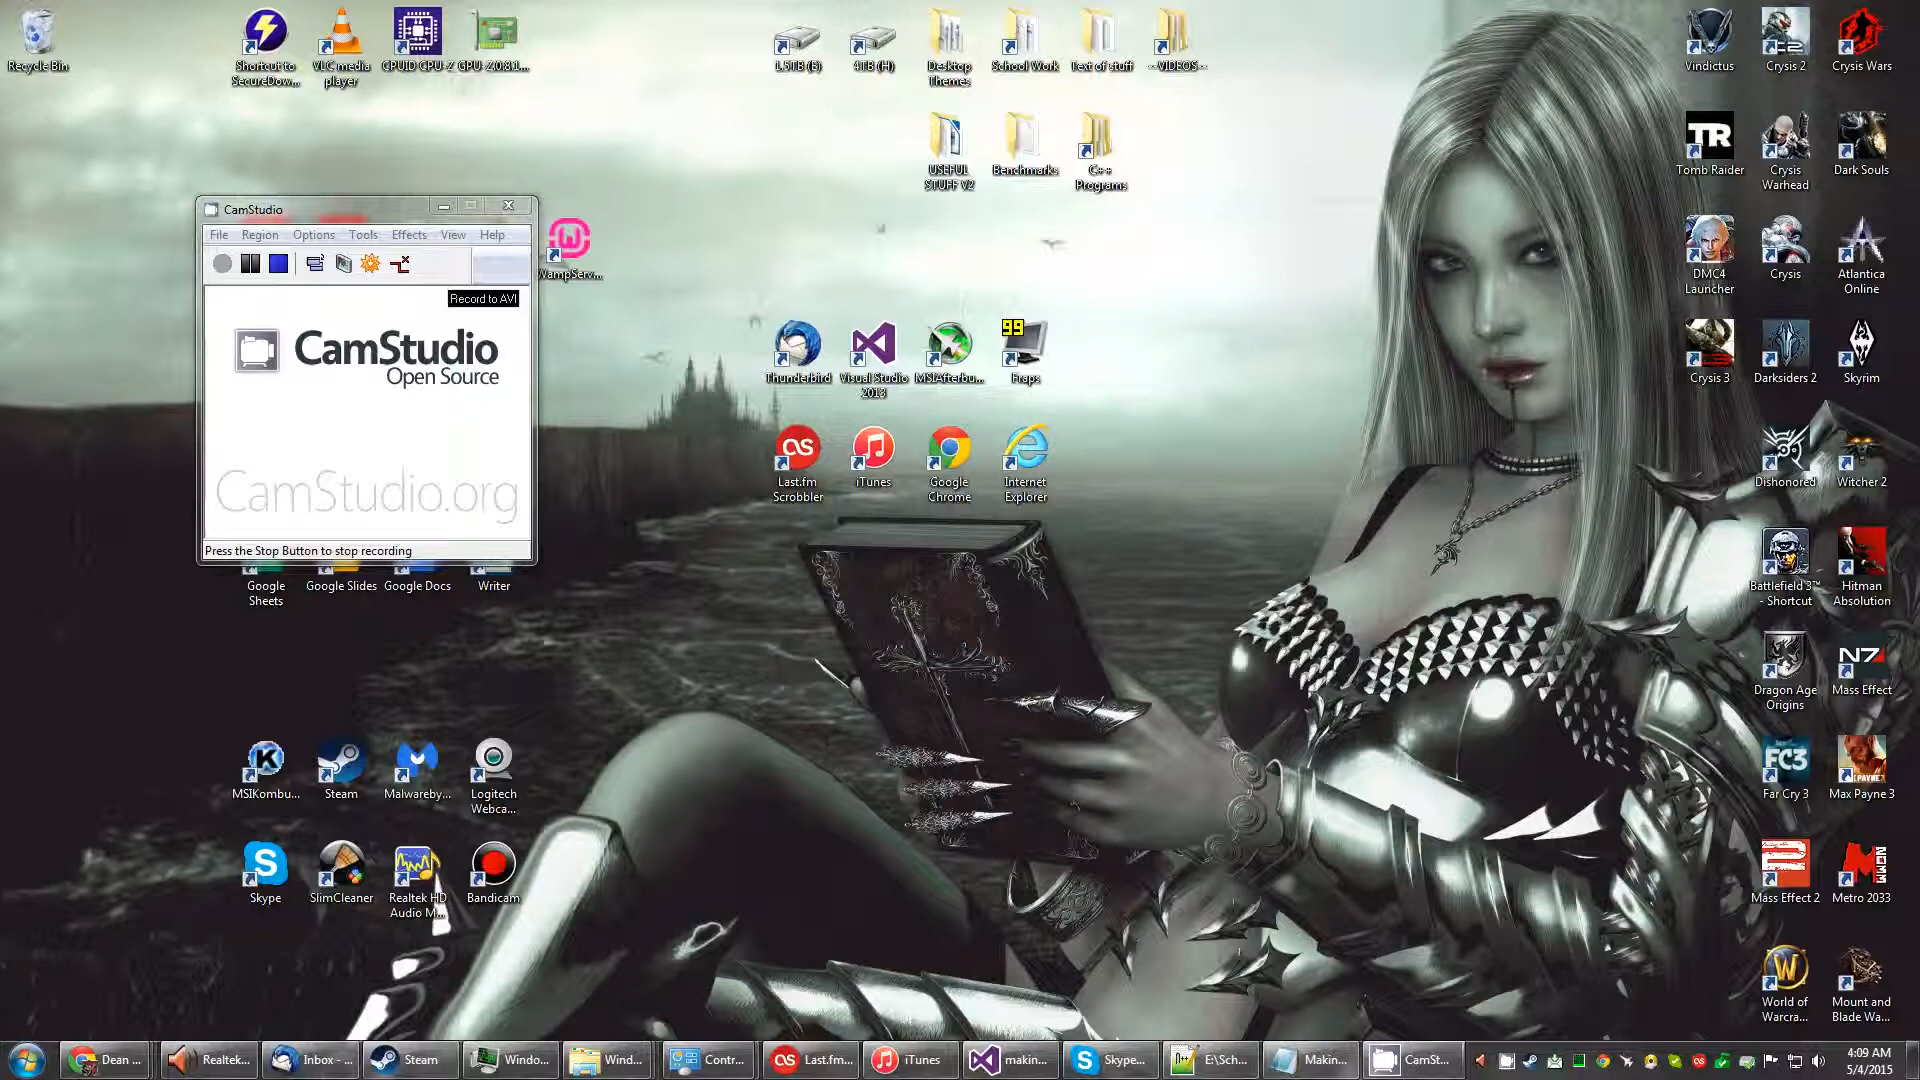 Recycle Bin
Shortcut to
SecureDow...
VLC media
player
CPUID CPU-Z
GPU-Z.0.8.1...
1.5TB (E)
4TB (H)
Desktop
Themes
School Work
Text of stuff
--VIDEOS--
Vindictus
2
Crysis 2
Crysis Wars
USEFUL
STUFF V2
Benchmarks
C++
Programs
TR
Tomb Raider
Crysis
Warhead
Dark Souls
CamStudio
File Region Options Tools Effects View Help
Record to AVI
CamStudio
Open Source
CamStudio.org
Press the Stop Button to stop recording
WampServ...
DMC4
Launcher
Crysis
Atlantica
Online
Thunderbird
Visual Studio
2013
MSIAfterbu...
99
Fraps
Crysis 3
Darksiders 2
Skyrim
Last.fm
Scrobbler
iTunes
Google
Chrome
Internet
Explorer
Dishonored
Witcher 2
Google
Sheets
Google Slides
Google Docs
Writer
Battlefield 3™
- Shortcut
Hitman
Absolution
Dragon Age
Origins
N7
Mass Effect
K
MSIKombu...
Steam
Malwareby...
Logitech
Webca...
FC3
Far Cry 3
Max Payne 3
S
Skype
SlimCleaner
Realtek HD
Audio M...
Bandicam
2
Mass Effect 2
M 2033
Metro 2033
W
World of
Warcra...
Mount and
Blade Wa...
Dean ...
Realtek...
Inbox - ...
Steam
Windo...
Wind...
Contr...
Last.fm...
iTunes
makin...
Skype...
E:\Sch...
Makin...
CamSt...
4:09 AM
5/4/2015